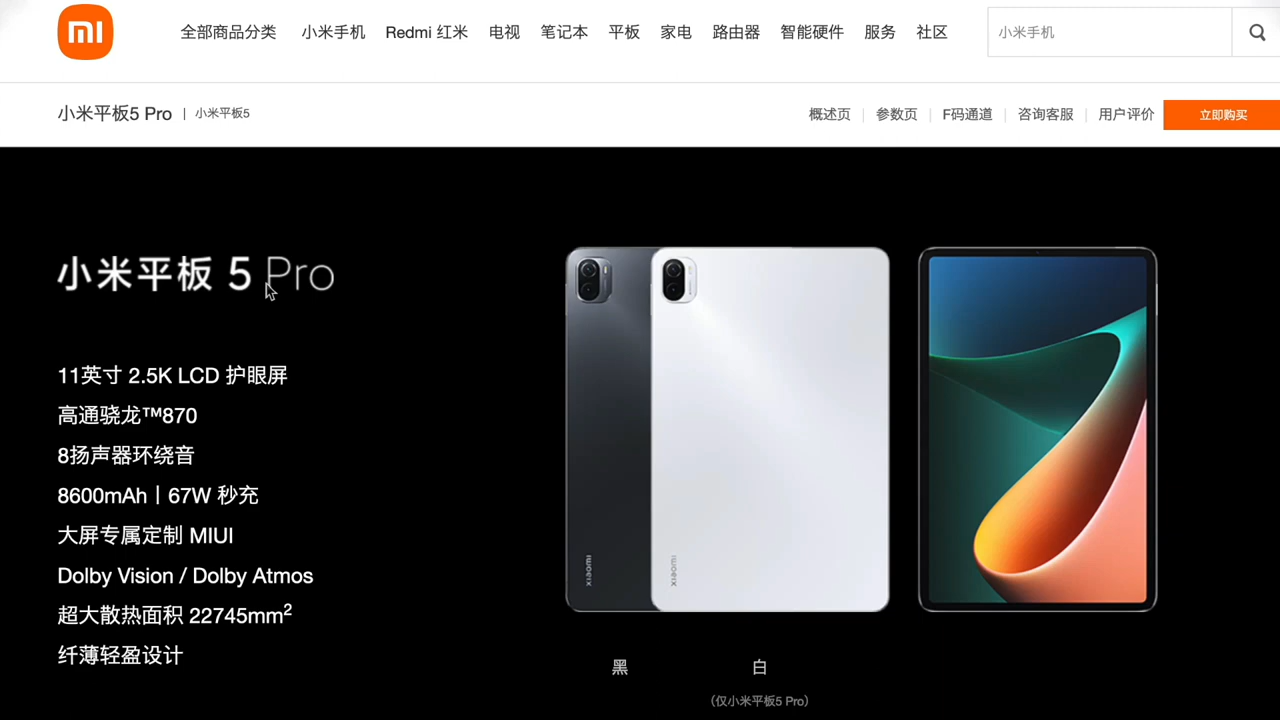 mi
全部商品分类 小米手机 Redmi 红米 电视 笔记本 平板 家电 路由器 智能硬件 服务 社区 小米手机
小米平板5 Pro | 小米平板5 概述页 | 参数页 | F码通道 | 咨询客服 | 用户评价 立即购买
小米平板 5 Pro
11英寸 2.5K LCD 护眼屏
高通骁龙™870
8扬声器环绕音
8600mAh | 67W 秒充
大屏专属定制 MIUI
Dolby Vision / Dolby Atmos
超大散热面积 22745mm²
纤薄轻盈设计
xiaomi
xiaomi
黑 白
(仅小米平板5 Pro)